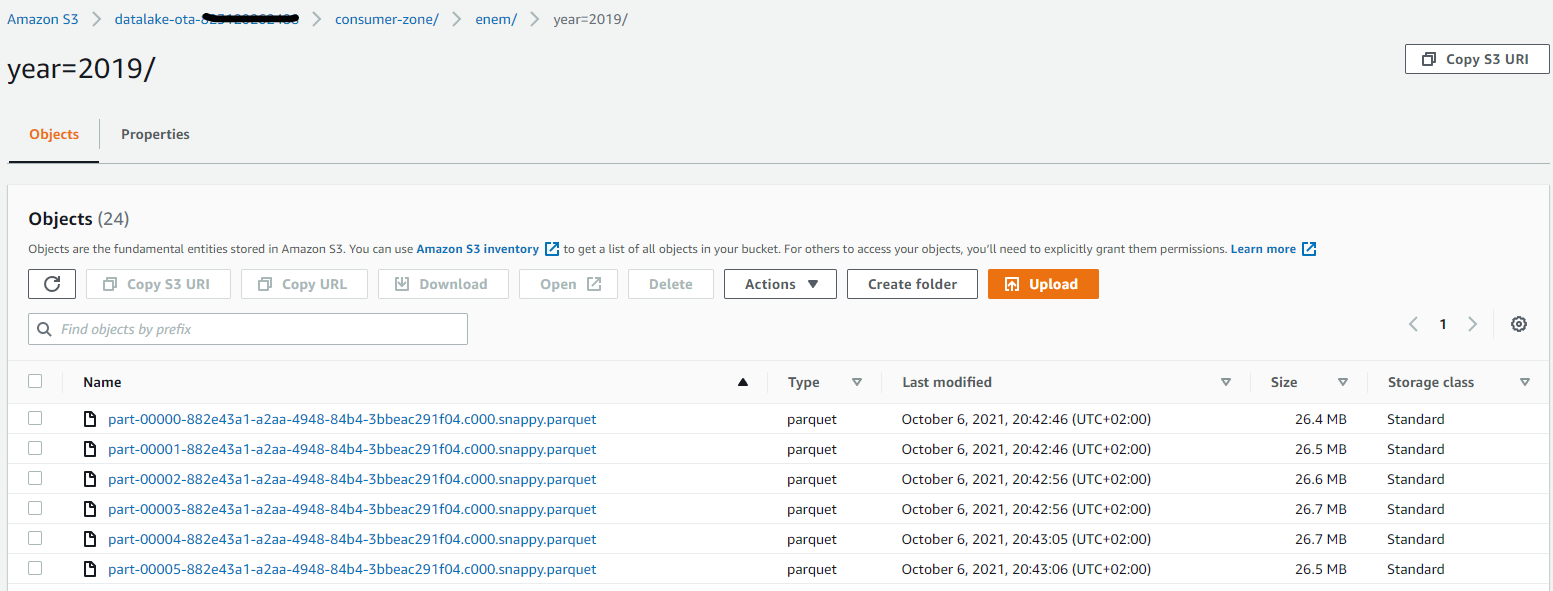 Amazon S3 > datalake-ota- > consumer-zone/ > enem/ > year=2019/
year=2019/
Copy S3 URI
Objects Properties
Objects (24)
Objects are the fundamental entities stored in Amazon S3. You can use Amazon S3 inventory to get a list of all objects in your bucket. For others to access your objects, you'll need to explicitly grant them permissions. Learn more
Copy S3 URI Copy URL Download Open Delete Actions Create folder Upload
Find objects by prefix
1
Name Type Last modified Size Storage class
part-00000-882e43a1-a2aa-4948-84b4-3bbeac291f04.c000.snappy.parquet parquet October 6, 2021, 20:42:46 (UTC+02:00) 26.4 MB Standard
part-00001-882e43a1-a2aa-4948-84b4-3bbeac291f04.c000.snappy.parquet parquet October 6, 2021, 20:42:46 (UTC+02:00) 26.5 MB Standard
part-00002-882e43a1-a2aa-4948-84b4-3bbeac291f04.c000.snappy.parquet parquet October 6, 2021, 20:42:56 (UTC+02:00) 26.6 MB Standard
part-00003-882e43a1-a2aa-4948-84b4-3bbeac291f04.c000.snappy.parquet parquet October 6, 2021, 20:42:56 (UTC+02:00) 26.7 MB Standard
part-00004-882e43a1-a2aa-4948-84b4-3bbeac291f04.c000.snappy.parquet parquet October 6, 2021, 20:43:05 (UTC+02:00) 26.7 MB Standard
part-00005-882e43a1-a2aa-4948-84b4-3bbeac291f04.c000.snappy.parquet parquet October 6, 2021, 20:43:06 (UTC+02:00) 26.5 MB Standard